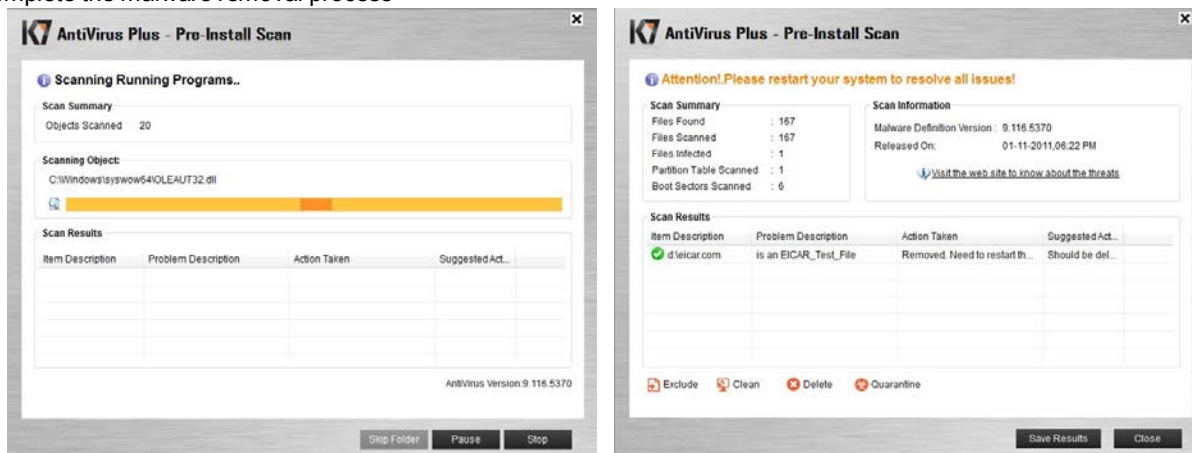 mplete the malware removal process
K7 AntiVirus Plus - Pre-Install Scan
Scanning Running Programs..
Scan Summary
Objects Scanned 20
Scanning Object:
C:\Windows\syswow64\OLEAUT32.dll
Scan Results
Item Description Problem Description Action Taken Suggested Act...
AntiVirus Version:9.116.5370
Skip Folder Pause Stop
K7 AntiVirus Plus - Pre-Install Scan
Attention!.Please restart your system to resolve all issues!
Scan Summary
Files Found : 167
Files Scanned : 167
Files Infected : 1
Partition Table Scanned : 1
Boot Sectors Scanned : 6
Scan Information
Malware Definition Version : 9.116.5370
Released On: 01-11-2011,06:22 PM
Visit the web site to know about the threats
Scan Results
Item Description Problem Description Action Taken Suggested Act...
d:\eicar.com is an EICAR_Test_File Removed. Need to restart th... Should be del...
Exclude Clean Delete Quarantine
Save Results Close